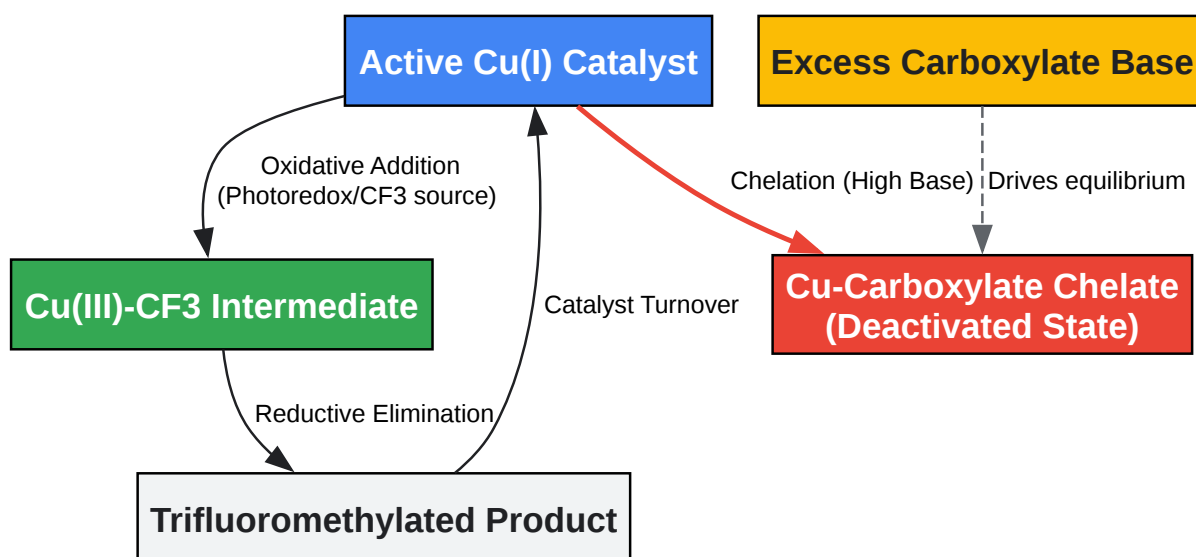 Active Cu(I) Catalyst
Excess Carboxylate Base
Oxidative Addition
(Photoredox/CF3 source)
Chelation (High Base)
Drives equilibrium
Cu(III)-CF3 Intermediate
Catalyst Turnover
Cu-Carboxylate Chelate
(Deactivated State)
Reductive Elimination
Trifluoromethylated Product